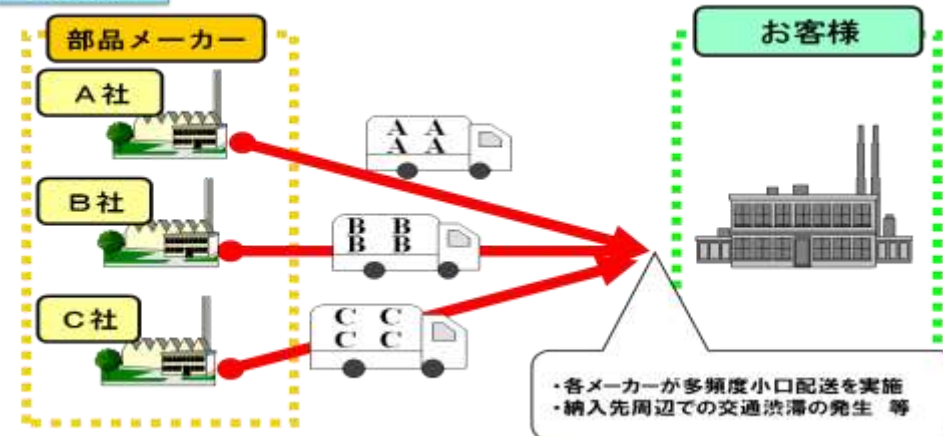 部品メーカー
お客様
A社
A A
A A
B社
B B
B B
C社
C C
C C
・各メーカーが多頻度小口配送を実施
・納入先周辺での交通渋滞の発生 等